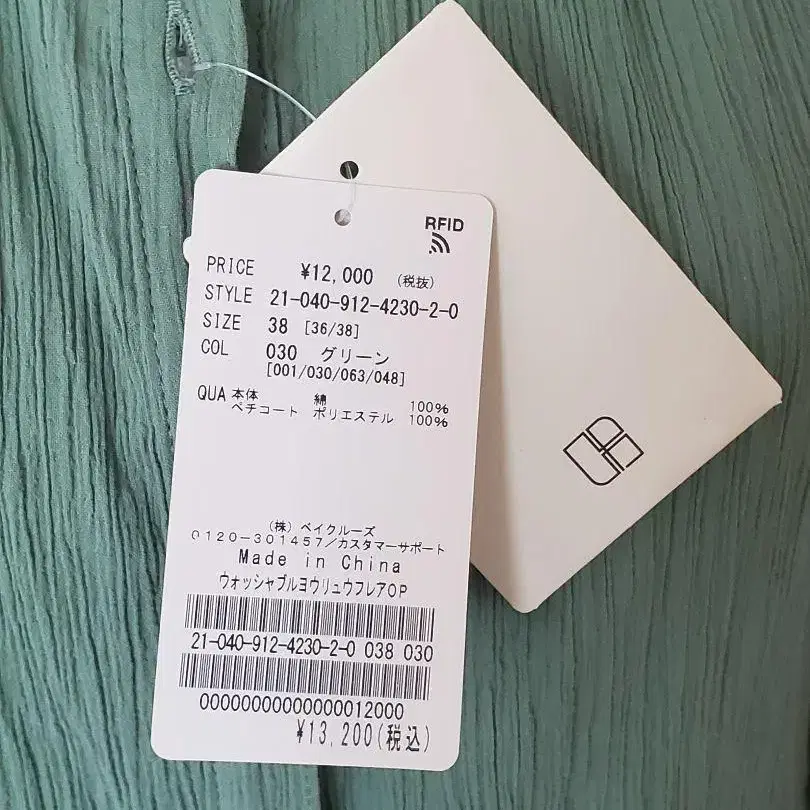 RFID
PRICE ¥12,000 (税抜)
STYLE 21-040-912-4230-2-0
SIZE 38 [36/38]
COL 030 グリーン
[001/030/063/048]
QUA 本体 綿 100%
ペチコート ポリエステル 100%
(株) ベイクルーズ
0120-301457/カスタマーサポート
Made in China
ウォッシャブルヨウリュウフレアOP
21-040-912-4230-2-0 038 030
00000000000000012000
¥13,200(税込)